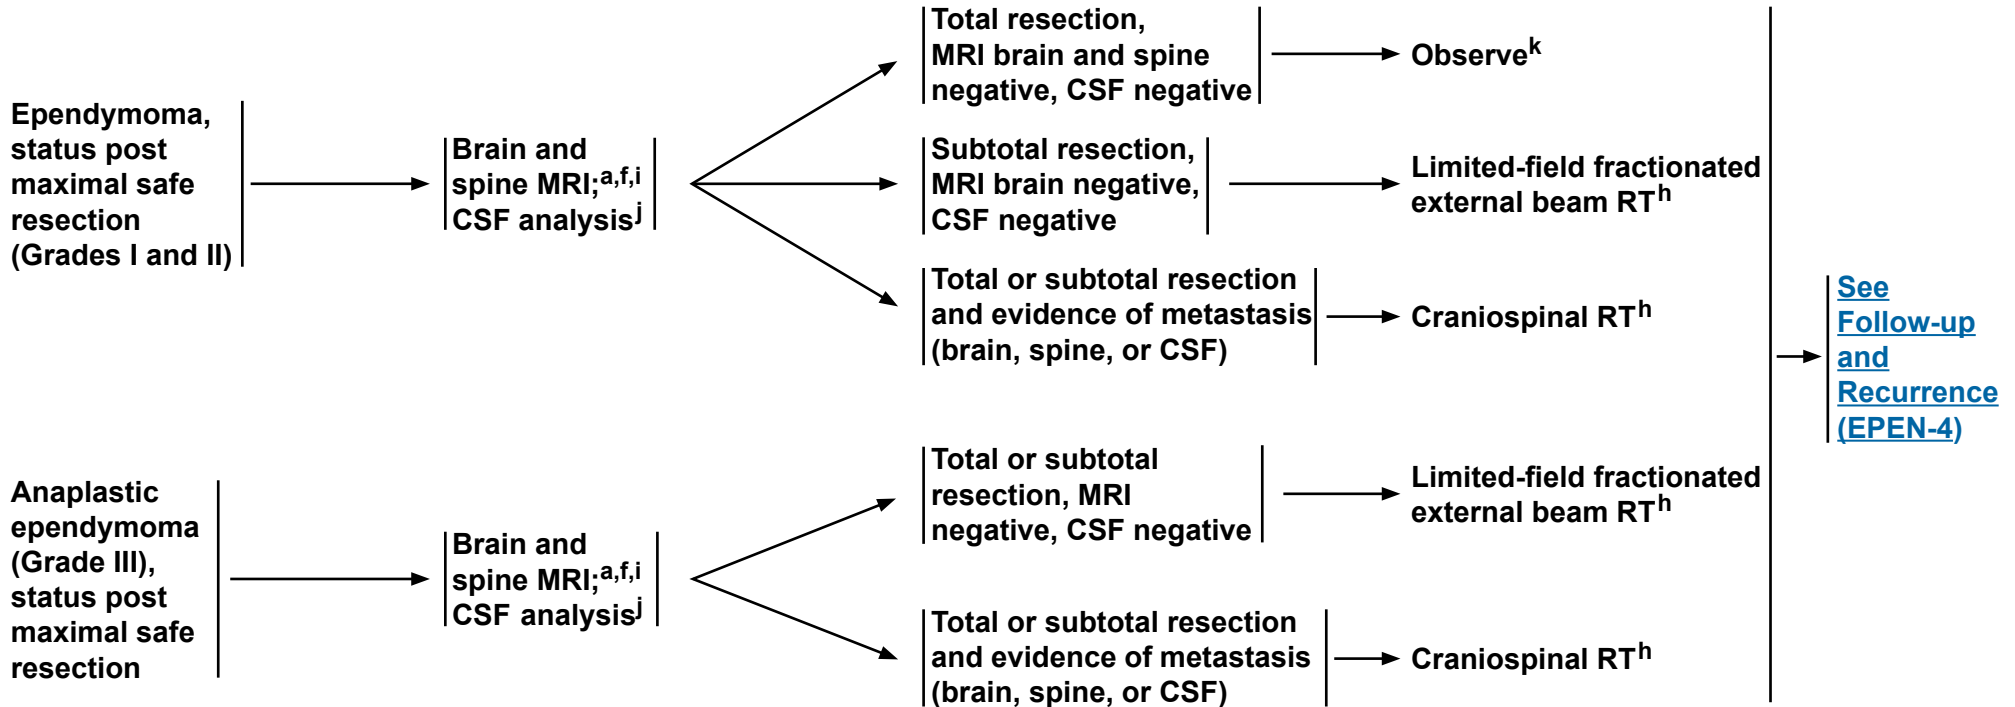 Ependymoma,
status post
maximal safe
resection
(Grades I and II)
Brain and
spine MRI;a,f,i
CSF analysisj
Total resection,
MRI brain and spine
negative, CSF negative
Observek
Subtotal resection,
MRI brain negative,
CSF negative
Limited-field fractionated
external beam RTh
Total or subtotal resection
and evidence of metastasis
(brain, spine, or CSF)
Craniospinal RTh
Anaplastic
ependymoma
(Grade III),
status post
maximal safe
resection
Brain and
spine MRI;a,f,i
CSF analysisj
Total or subtotal
resection, MRI
negative, CSF negative
Limited-field fractionated
external beam RTh
Total or subtotal resection
and evidence of metastasis
(brain, spine, or CSF)
Craniospinal RTh
See
Follow-up
and
Recurrence
(EPEN-4)